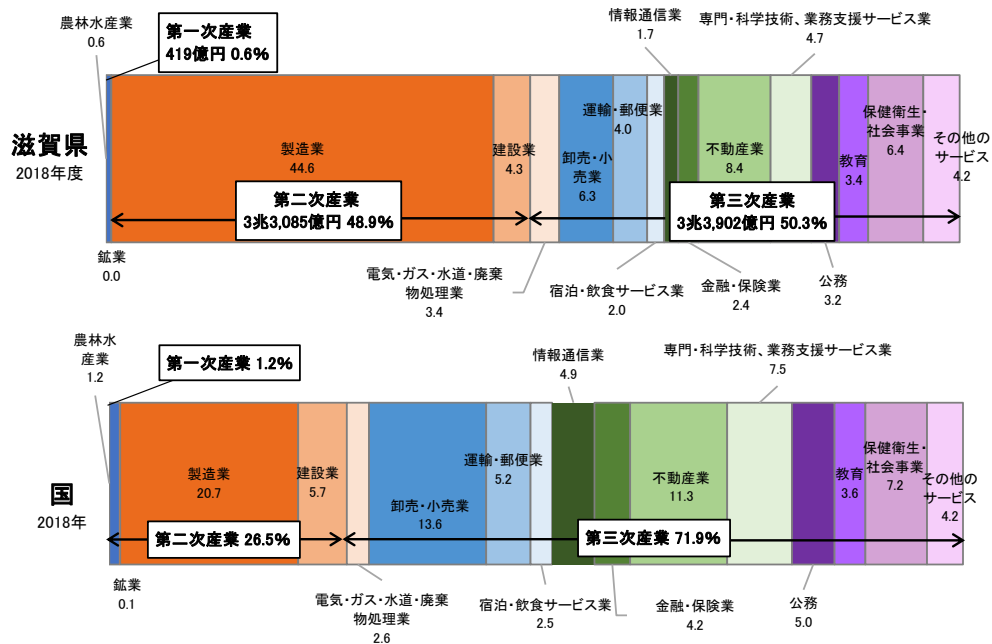 農林水産業
0.6
第一次産業
419億円 0.6%
情報通信業
1.7
専門・科学技術、業務支援サービス業
4.7
滋賀県
2018年度
製造業
44.6
建設業
4.3
卸売・小
売業
6.3
運輸・郵便業
4.0
不動産業
8.4
教育
3.4
保健衛生・
社会事業
6.4
その他の
サービス
4.2
第二次産業
3兆3,085億円 48.9%
第三次産業
3兆3,902億円 50.3%
鉱業
0.0
電気・ガス・水道・廃棄
物処理業
3.4
宿泊・飲食サービス業
2.0
金融・保険業
2.4
公務
3.2
農林水
産業
1.2
第一次産業 1.2%
情報通信業
4.9
専門・科学技術、業務支援サービス業
7.5
国
2018年
製造業
20.7
建設業
5.7
卸売・小売業
13.6
運輸・郵便業
5.2
不動産業
11.3
教育
3.6
保健衛生・
社会事業
7.2
その他の
サービス
4.2
第二次産業 26.5%
第三次産業 71.9%
鉱業
0.1
電気・ガス・水道・廃棄
物処理業
2.6
宿泊・飲食サービス業
2.5
金融・保険業
4.2
公務
5.0